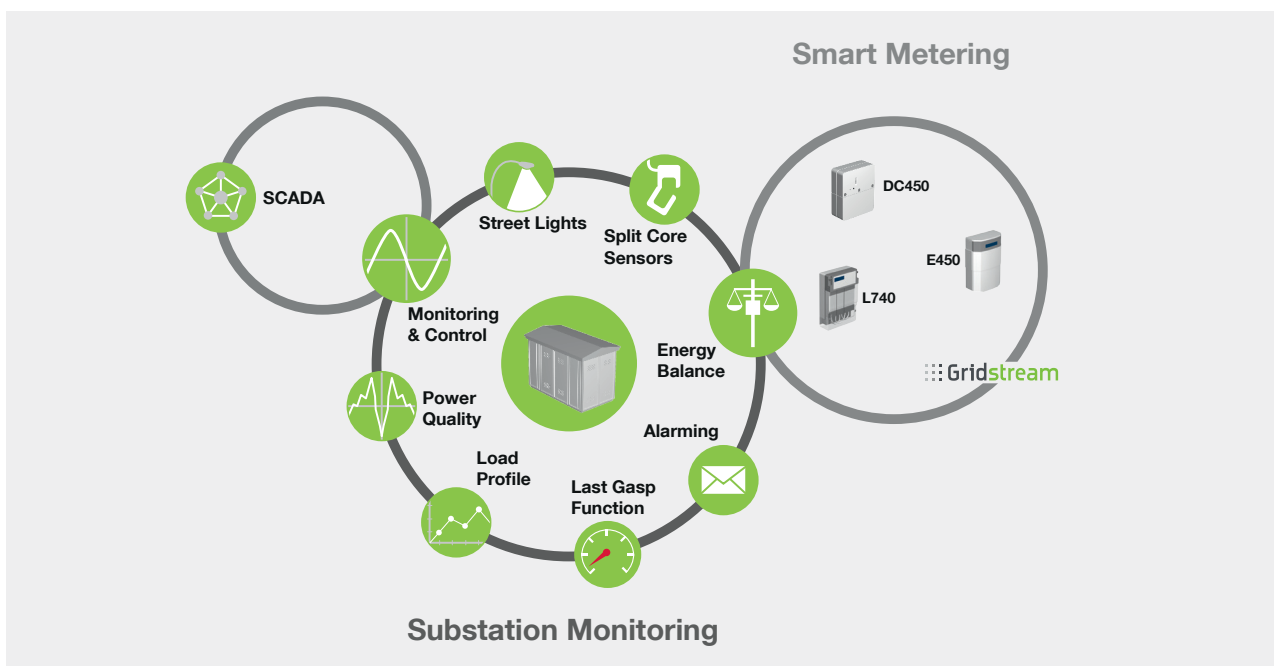 Smart Metering
SCADA
Street Lights
Split Core
Sensors
DC450
E450
L740
Monitoring
& Control
Energy
Balance
Gridstream
Power
Quality
Alarming
Load
Profile
Last Gasp
Function
Substation Monitoring